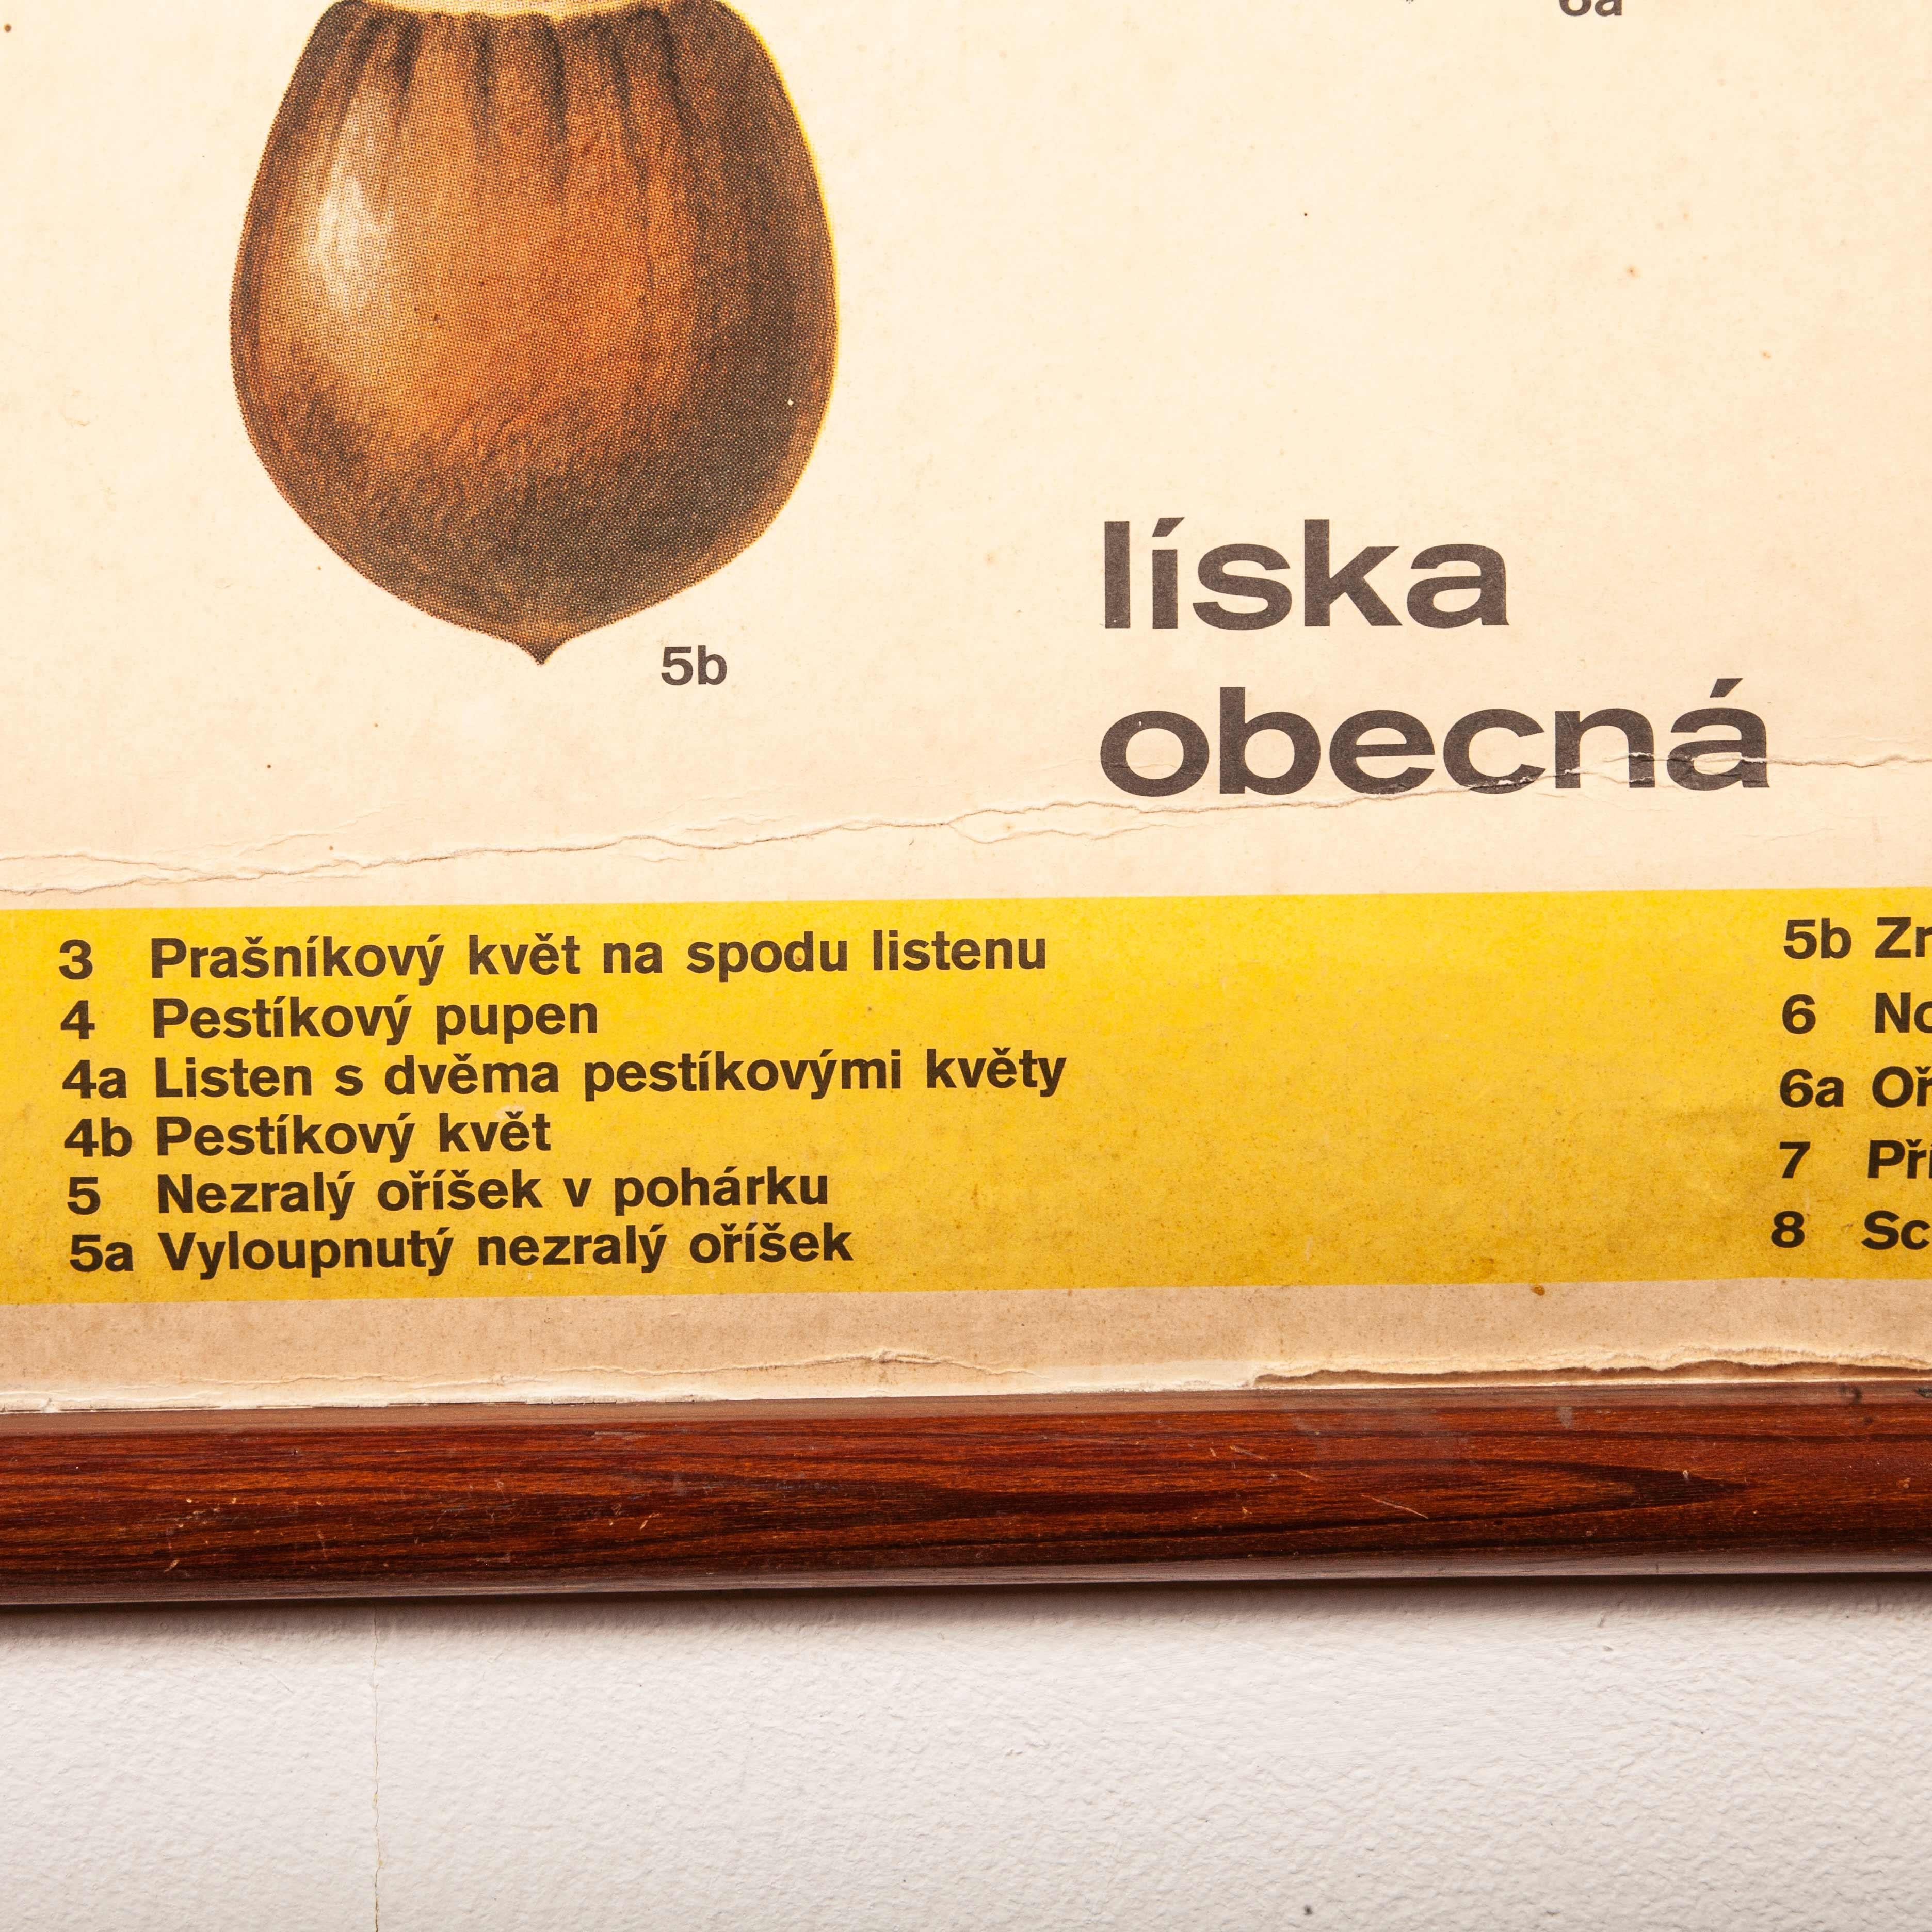 6a
5b
líska
obecná
3 Prašníkový květ na spodu listenu
4 Pestíkový pupen
4a Listen s dvěma pestíkovými květy
4b Pestíkový květ
5 Nezralý oříšek v pohárku
5a Vyloupnutý nezralý oříšek
5b
6
6a
7
8